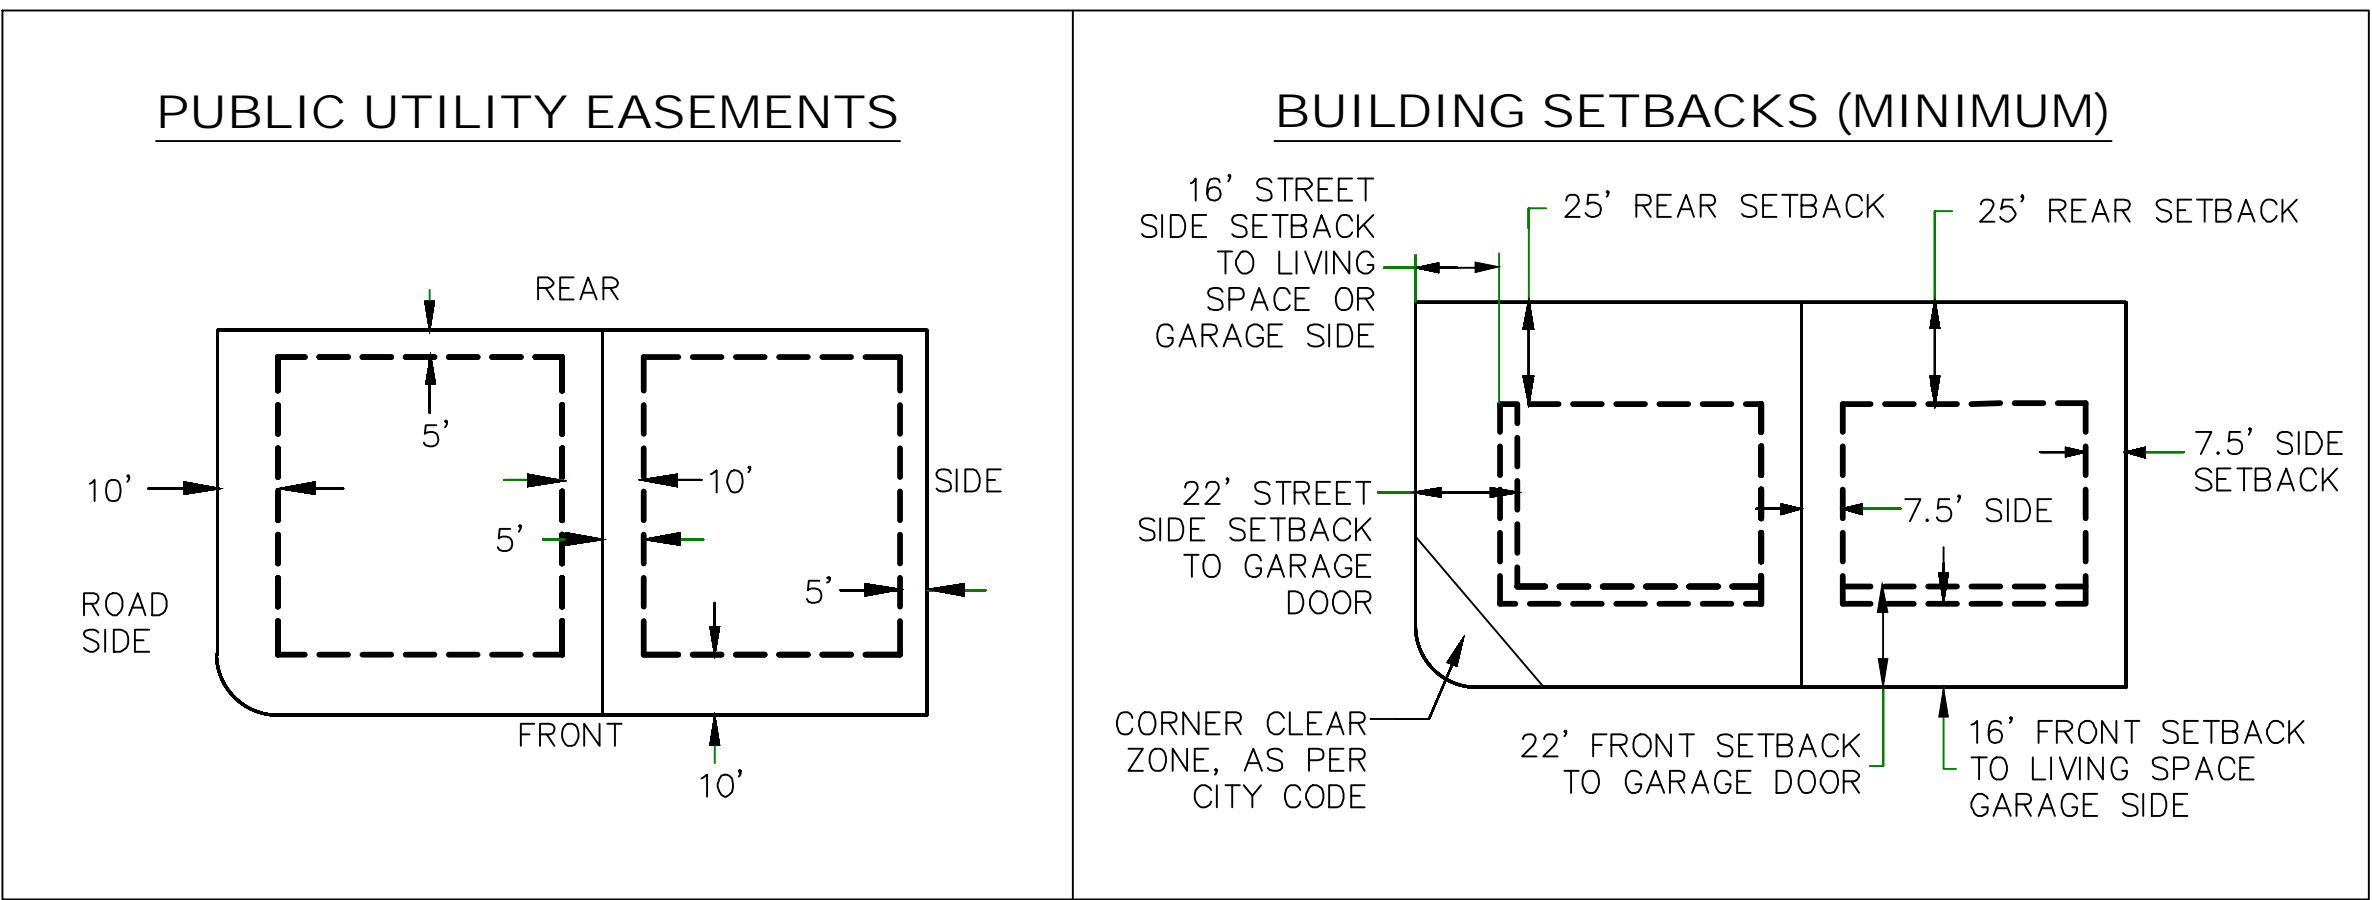 PUBLIC UTILITY EASEMENTS
REAR
5'
10'
10'
SIDE
5'
5'
ROAD
SIDE
FRONT
10'
BUILDING SETBACKS (MINIMUM)
16' STREET
SIDE SETBACK
TO LIVING
SPACE OR
GARAGE SIDE
25' REAR SETBACK
25' REAR SETBACK
7.5' SIDE
SETBACK
22' STREET
SIDE SETBACK
TO GARAGE
DOOR
7.5' SIDE
CORNER CLEAR
ZONE, AS PER
CITY CODE
22' FRONT SETBACK
TO GARAGE DOOR
16' FRONT SETBACK
TO LIVING SPACE
GARAGE SIDE